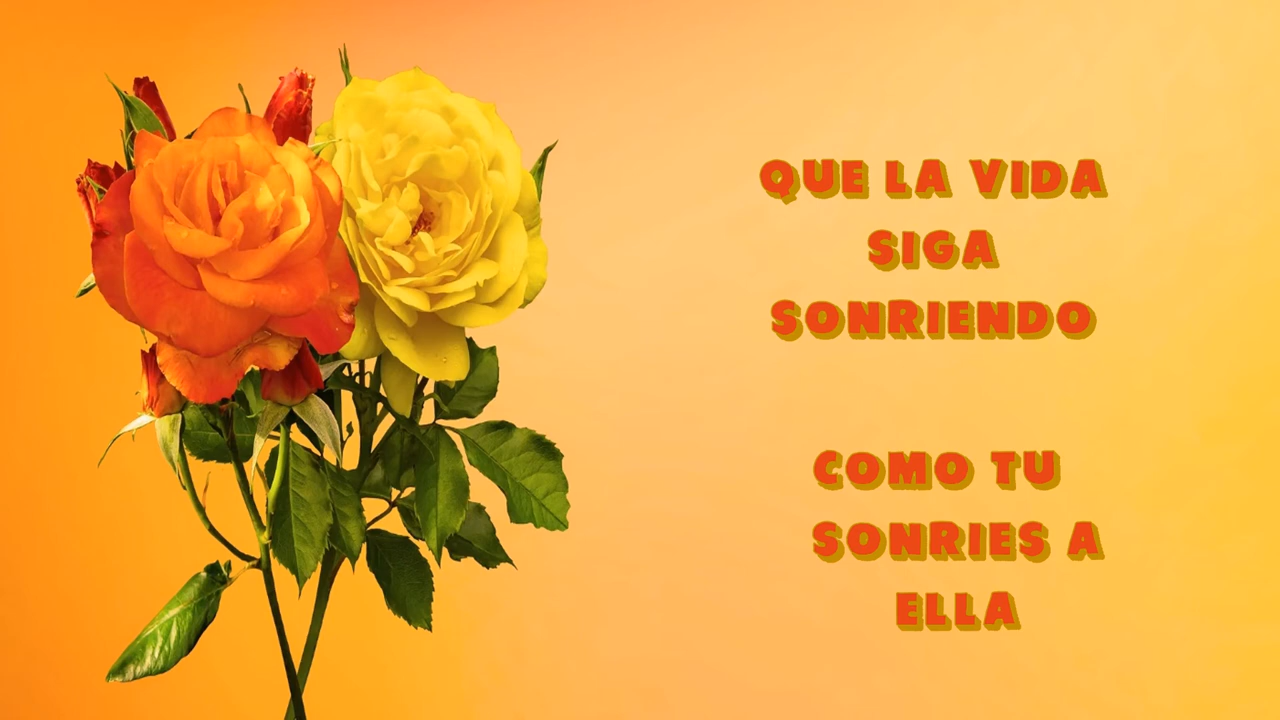 QUE LA VIDA
SIGA
SONRIENDO
COMO TU
SONRIES A
ELLA